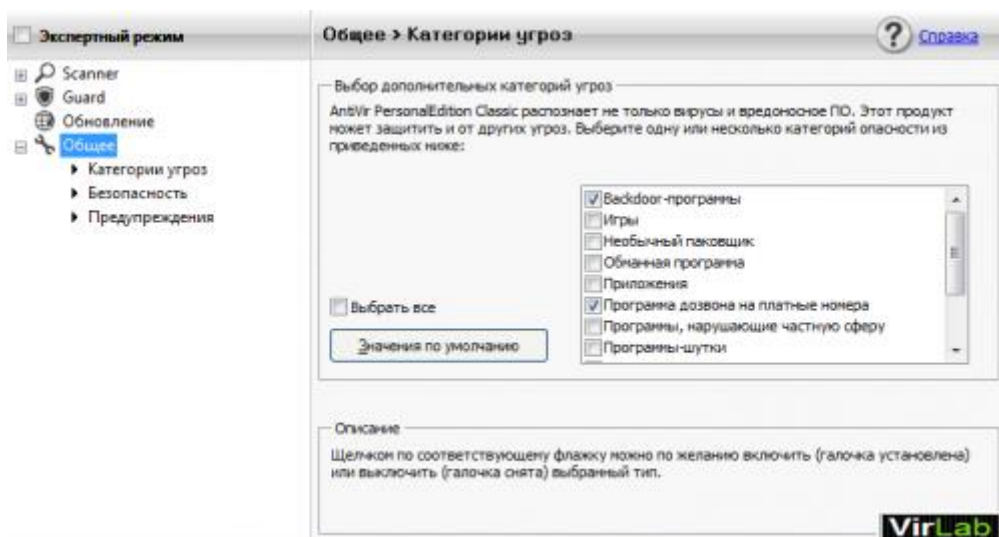 Экспертный режим
Scanner
Guard
Обновление
Общее
Категории угроз
Безопасность
Предупреждения
Общее > Категории угроз
? Справка
Выбор дополнительных категорий угроз
AntiVir PersonalEdition Classic распознает не только вирусы и вредоносное ПО. Этот продукт
может защитить и от других угроз. Выберите одну или несколько категорий опасности из
приведенных ниже:
Backdoor-программы
Игры
Необычный паковщик
Обманная программа
Приложения
Программа дозвона на платные номера
Программы, нарушающие частную сферу
Программы-шутки
Выбрать все
Значения по умолчанию
Описание
Щелчком по соответствующему флажку можно по желанию включить (галочка установлена)
или выключить (галочка снята) выбранный тип.
VirLab